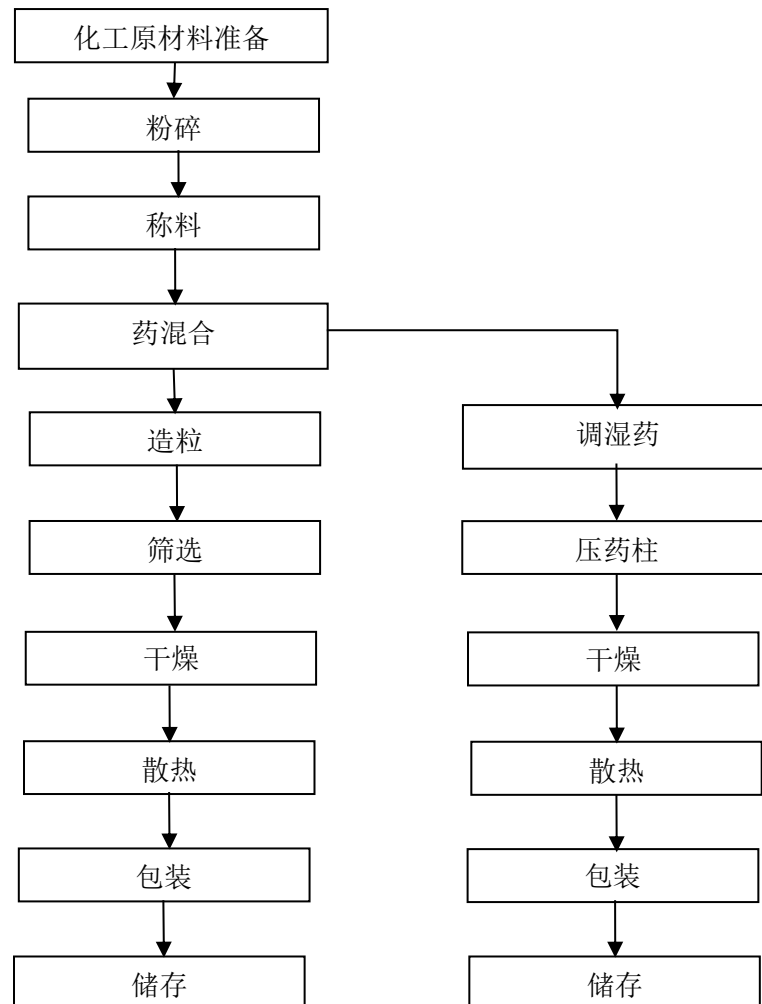 化工原材料准备
粉碎
称料
药混合
造粒
调湿药
筛选
压药柱
干燥
干燥
散热
散热
包装
包装
储存
储存